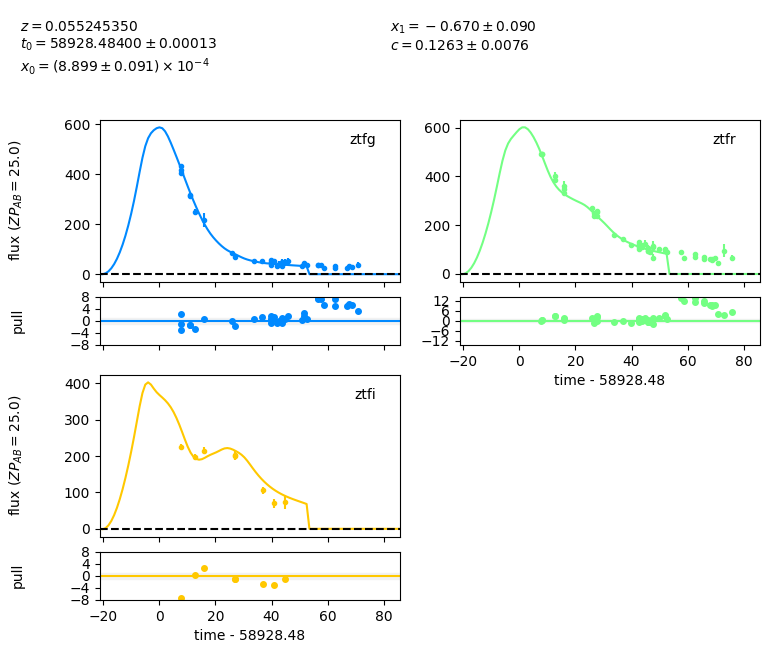 z = 0.055245350
t₀ = 58928.48400 ± 0.00013
x₀ = (8.899 ± 0.091) × 10⁻⁴
x₁ = −0.670 ± 0.090
c = 0.1263 ± 0.0076
ztfg
flux (ZP_AB = 25.0)
600
400
200
0
pull
8
4
0
−4
−8
ztfr
600
400
200
0
12
6
0
−6
−12
−20 0 20 40 60 80
time - 58928.48
ztfi
flux (ZP_AB = 25.0)
400
300
200
100
0
pull
8
4
0
−4
−8
−20 0 20 40 60 80
time - 58928.48